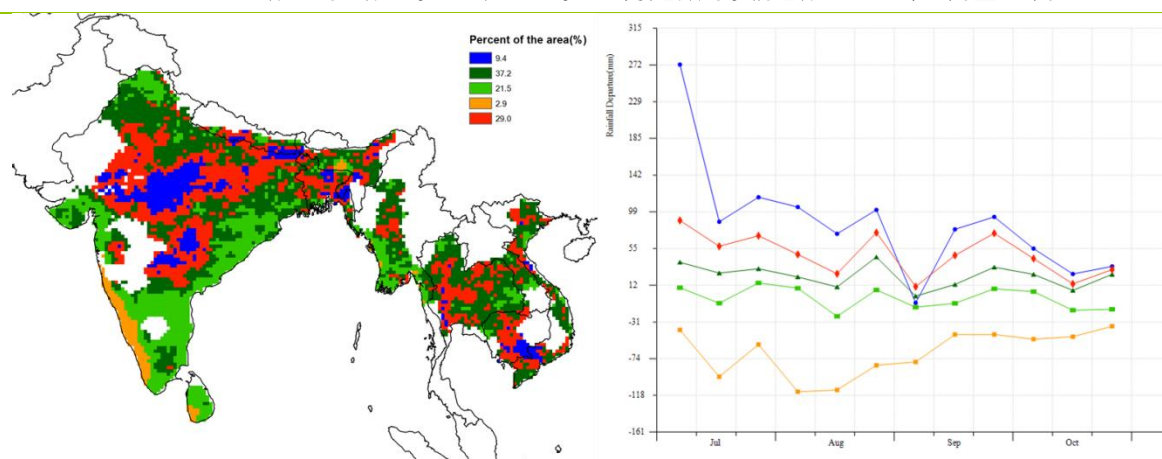 Percent of the area(%)
9.4
37.2
21.5
2.9
29.0
Rainfall Departure(mm)
315
272
229
185
142
99
55
12
-31
-74
-118
-161
Jul
Aug
Sep
Oct